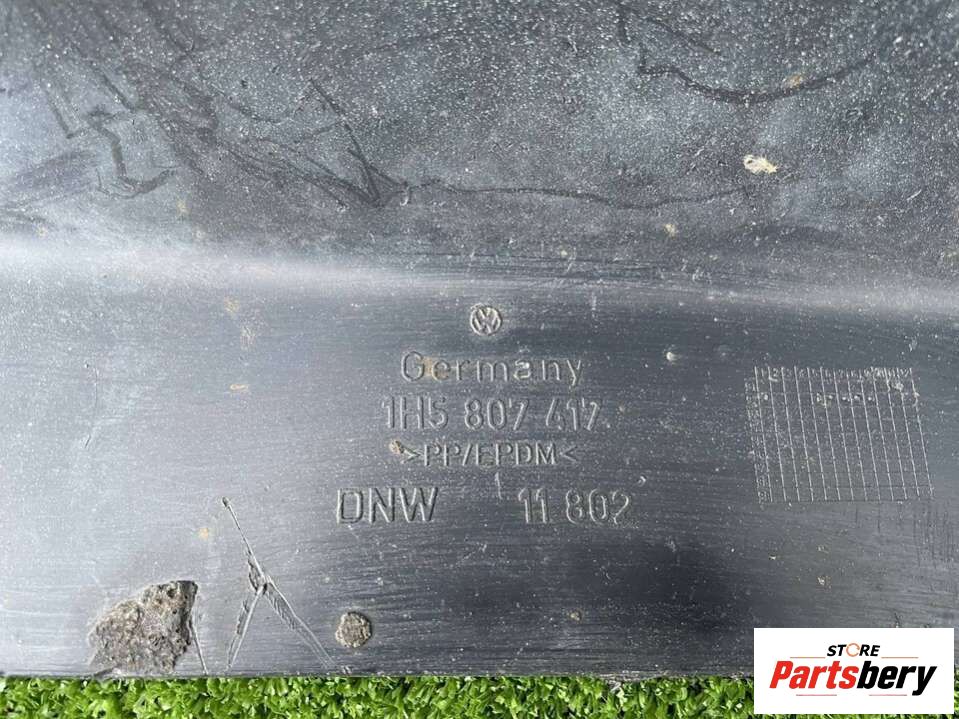 Germany
1H5 807 417
>PP/EPDM<
DNW 11 802
STORE
Partsbery